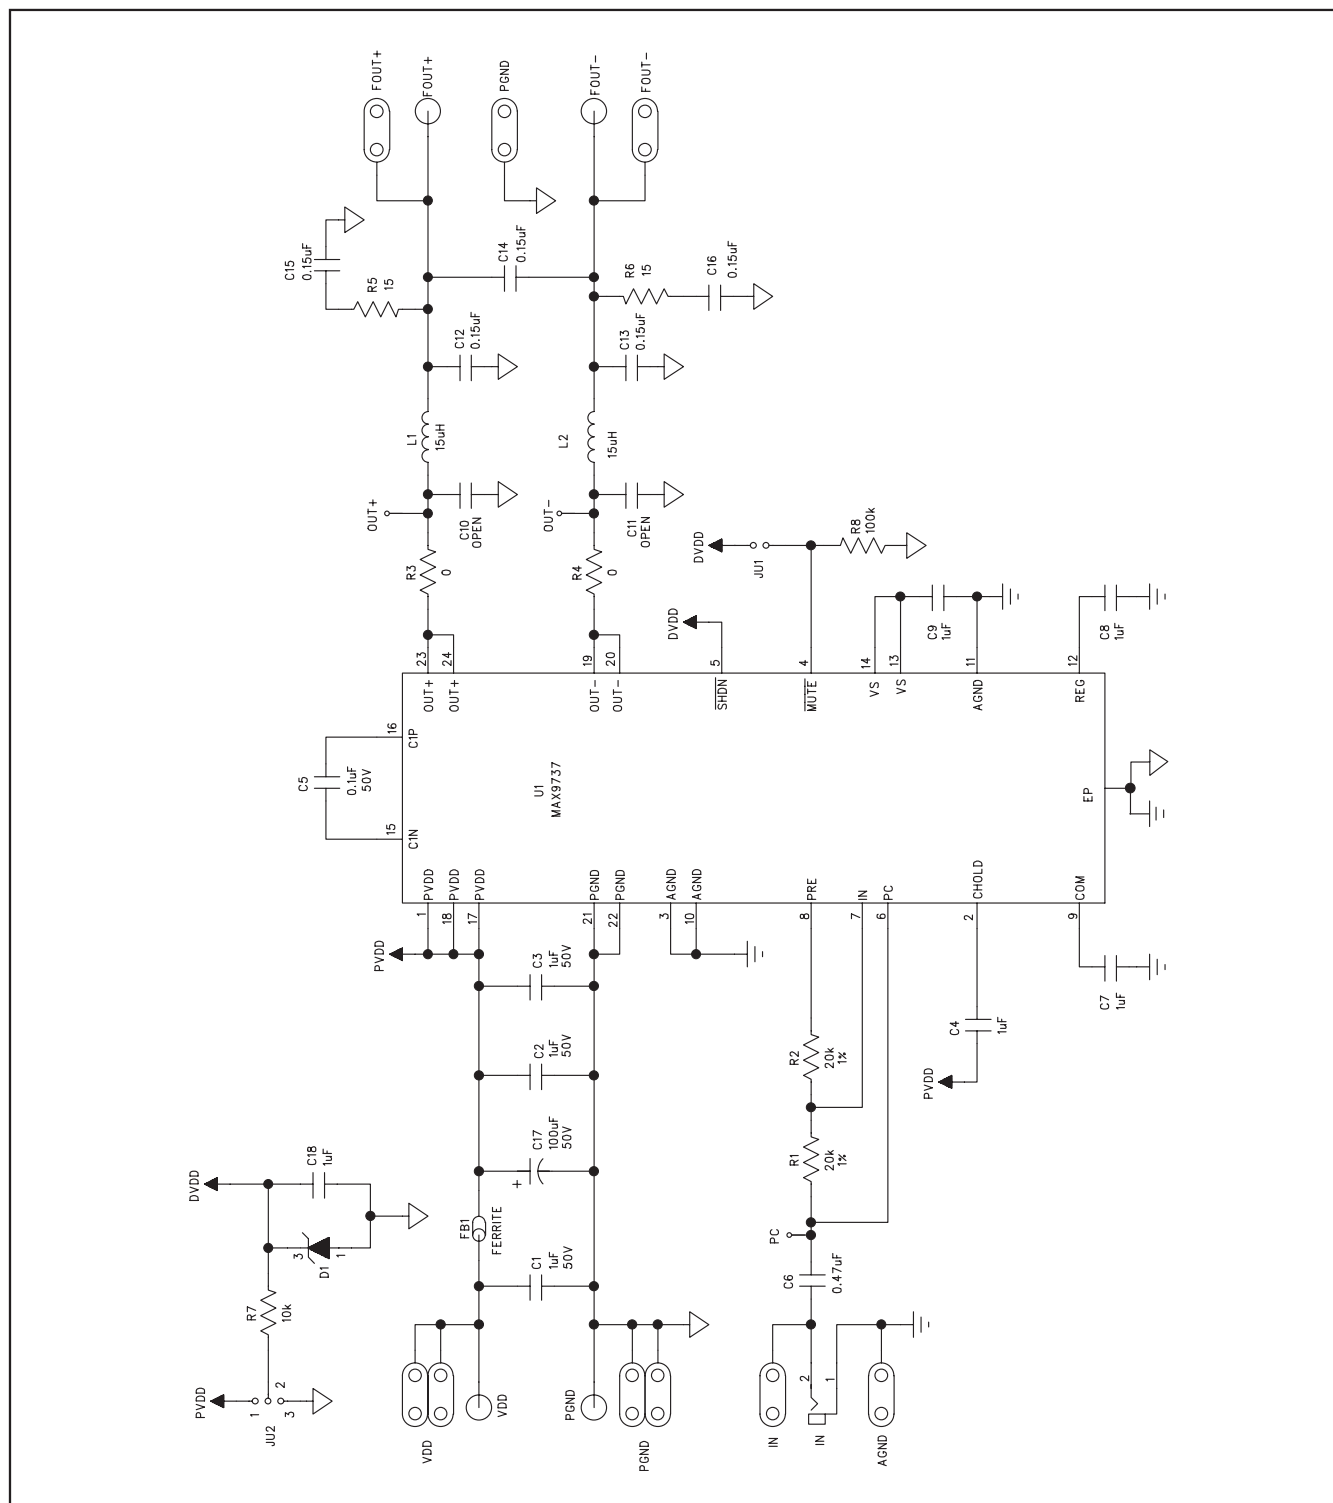 FOUT+
FOUT+
PGND
FOUT-
FOUT-
C15
0.15uF
R5
15
C14
0.15uF
R6
15
C16
0.15uF
C12
0.15uF
C13
0.15uF
L1
15uH
L2
15uH
OUT+
C10
OPEN
OUT-
C11
OPEN
R3
0
R4
0
DVDD
JU1
R8
100k
DVDD
C9
1uF
C8
1uF
23
24
19
20
5
4
14
13
11
12
OUT+
OUT+
OUT-
OUT-
SHDN
MUTE
VS
VS
AGND
REG
C5
0.1uF
50V
16
C1P
15
C1N
U1
MAX9737
EP
PVDD
PVDD
PVDD
PGND
PGND
AGND
AGND
PRE
IN
PC
CHOLD
COM
1
18
17
21
22
3
10
8
7
6
2
9
PVDD
C3
1uF
50V
C2
1uF
50V
C17
100uF
50V
+
FB1
FERRITE
C1
1uF
50V
R2
20k
1%
R1
20k
1%
C4
1uF
PVDD
C7
1uF
PC
C6
0.47uF
DVDD
C18
1uF
3
D1
1
R7
10k
PVDD
1
2
3
JU2
VDD
VDD
PGND
PGND
IN
2
1
IN
AGND